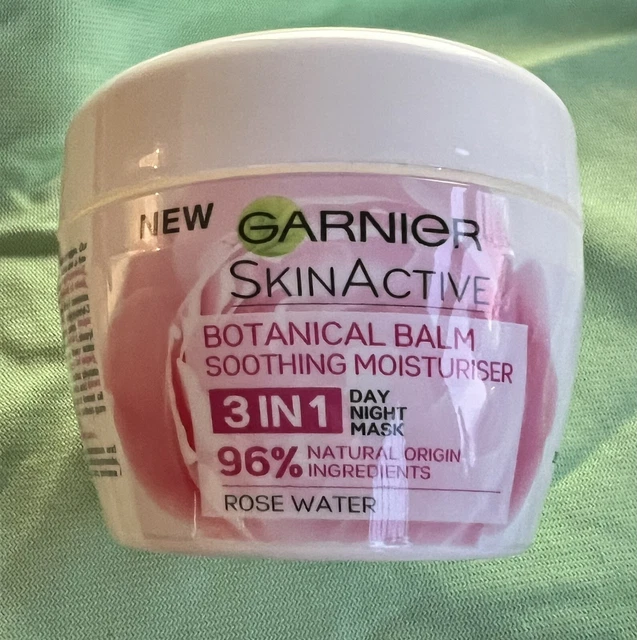 NEW
GARNIER
SKINACTIVE
BOTANICAL BALM
SOOTHING MOISTURISER
3 IN 1
DAY
NIGHT
MASK
96%
NATURAL ORIGIN
INGREDIENTS
ROSE WATER